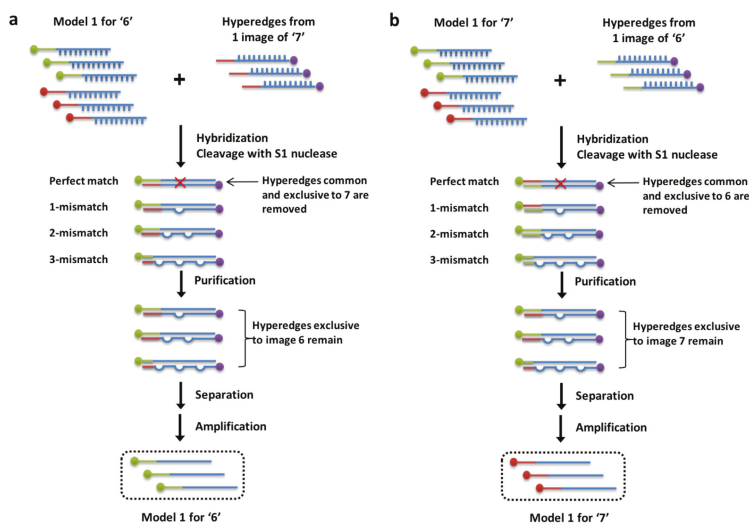 a
Model 1 for ‘6’
Hyperedges from
1 image of ‘7’
+
Hybridization
Cleavage with S1 nuclease
Perfect match
1-mismatch
2-mismatch
3-mismatch
Hyperedges common
and exclusive to 7 are
removed
Purification
Hyperedges exclusive
to image 6 remain
Separation
Amplification
Model 1 for ‘6’
b
Model 1 for ‘7’
Hyperedges from
1 image of ‘6’
+
Hybridization
Cleavage with S1 nuclease
Perfect match
1-mismatch
2-mismatch
3-mismatch
Hyperedges common
and exclusive to 6 are
removed
Purification
Hyperedges exclusive
to image 7 remain
Separation
Amplification
Model 1 for ‘7’